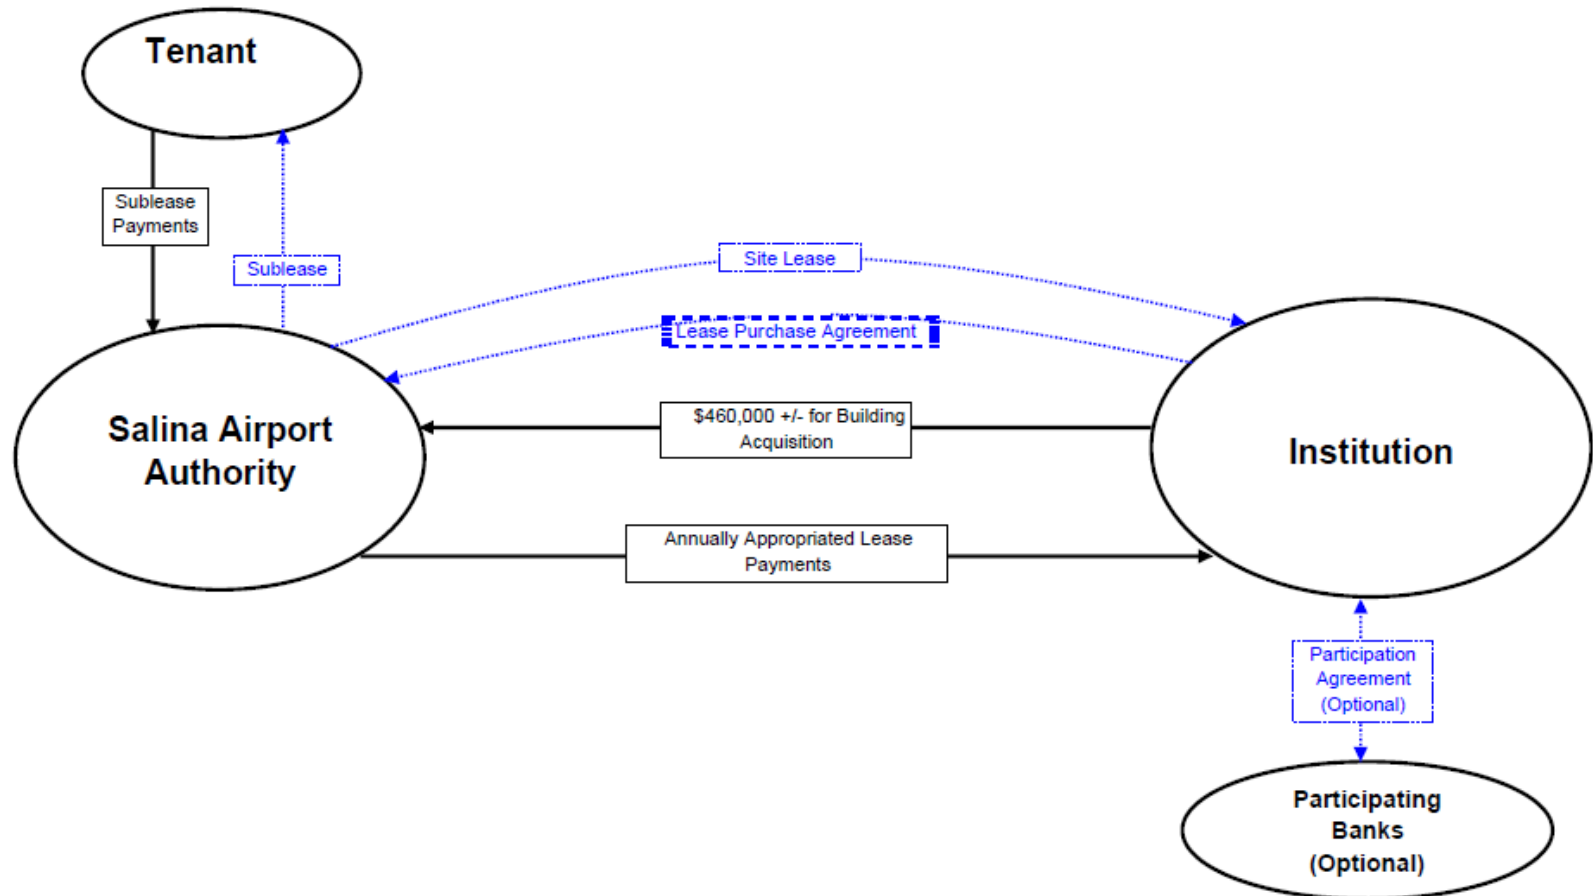 Tenant
Sublease
Payments
Sublease
Site Lease
Lease Purchase Agreement
$460,000 +/- for Building
Acquisition
Salina Airport
Authority
Institution
Annually Appropriated Lease
Payments
Participation
Agreement
(Optional)
Participating
Banks
(Optional)